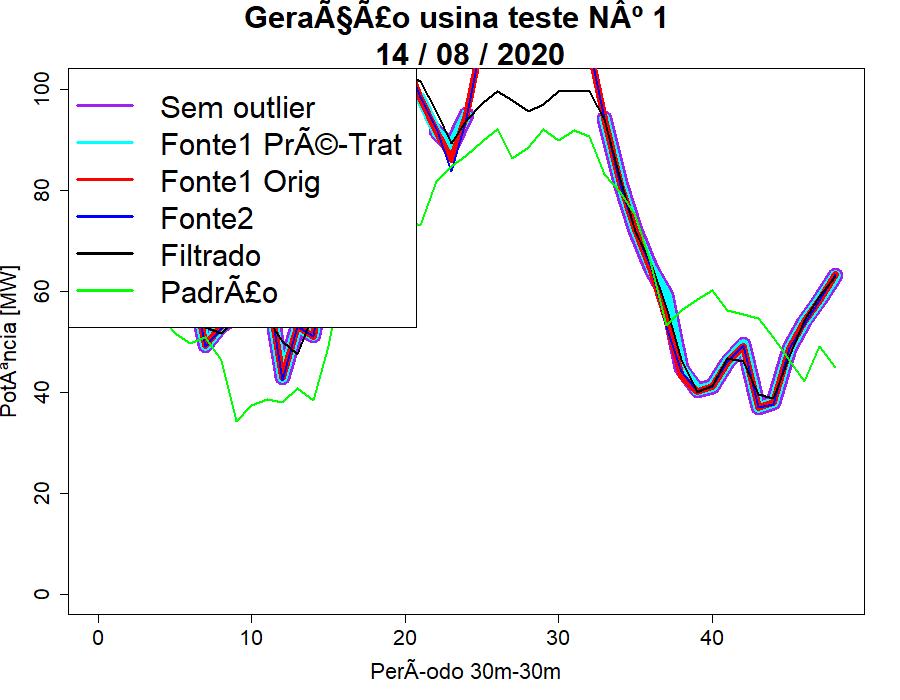 GeraÃ§Ã£o usina teste NÂº 1
14 / 08 / 2020
Sem outlier
Fonte1 PrÃ©-Trat
Fonte1 Orig
Fonte2
Filtrado
PadrÃ£o
PotÃªncia [MW]
100
80
60
40
20
0
0 10 20 30 40
PerÃ-odo 30m-30m